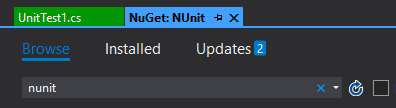 UnitTest1.cs NuGet: NUnit
Browse Installed Updates 2
nunit